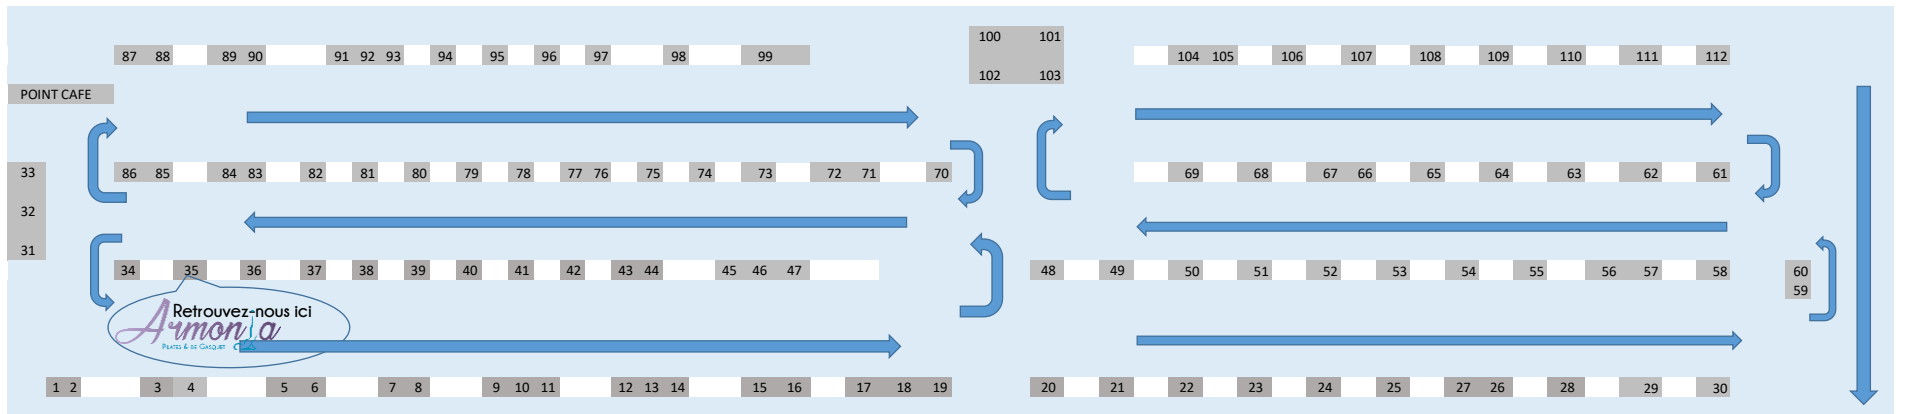 100 101
87 88 89 90 91 92 93 94 95 96 97 98 99 104 105 106 107 108 109 110 111 112
102 103
POINT CAFE
33 86 85 84 83 82 81 80 79 78 77 76 75 74 73 72 71 70 69 68 67 66 65 64 63 62 61
32
31
34 35 36 37 38 39 40 41 42 43 44 45 46 47 48 49 50 51 52 53 54 55 56 57 58 60
59
Retrouvez-nous ici
Armonia
PILATES & DE GASQUET
1 2 3 4 5 6 7 8 9 10 11 12 13 14 15 16 17 18 19 20 21 22 23 24 25 27 26 28 29 30